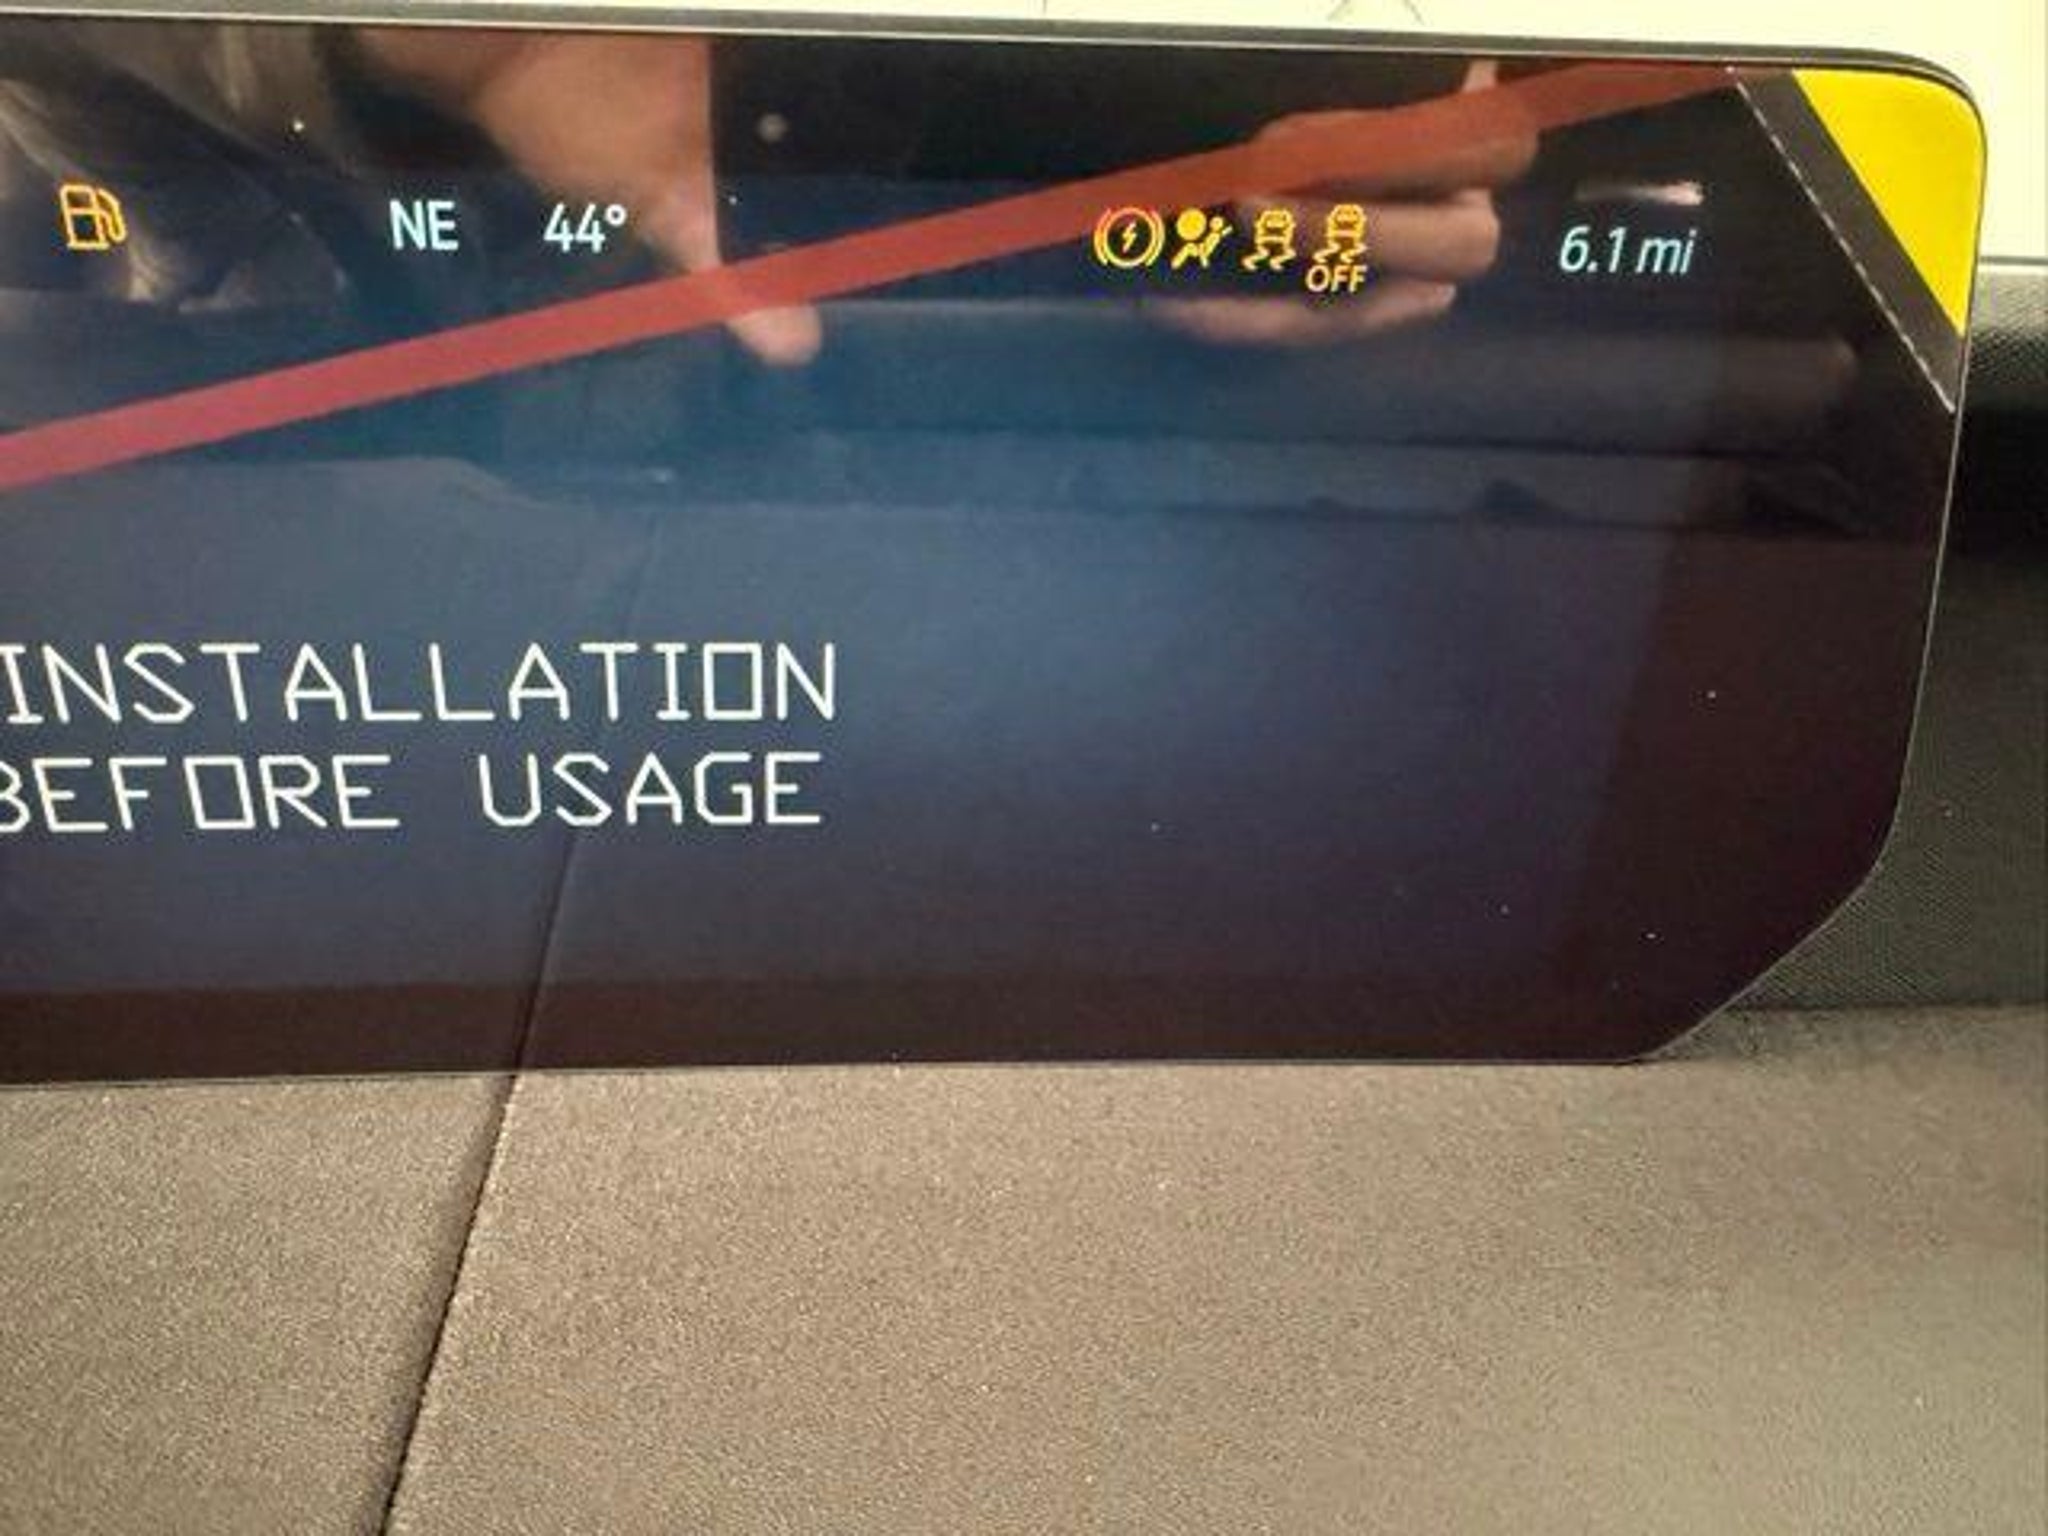 NE 44° 6.1 mi
OFF
INSTALLATION
BEFORE USAGE